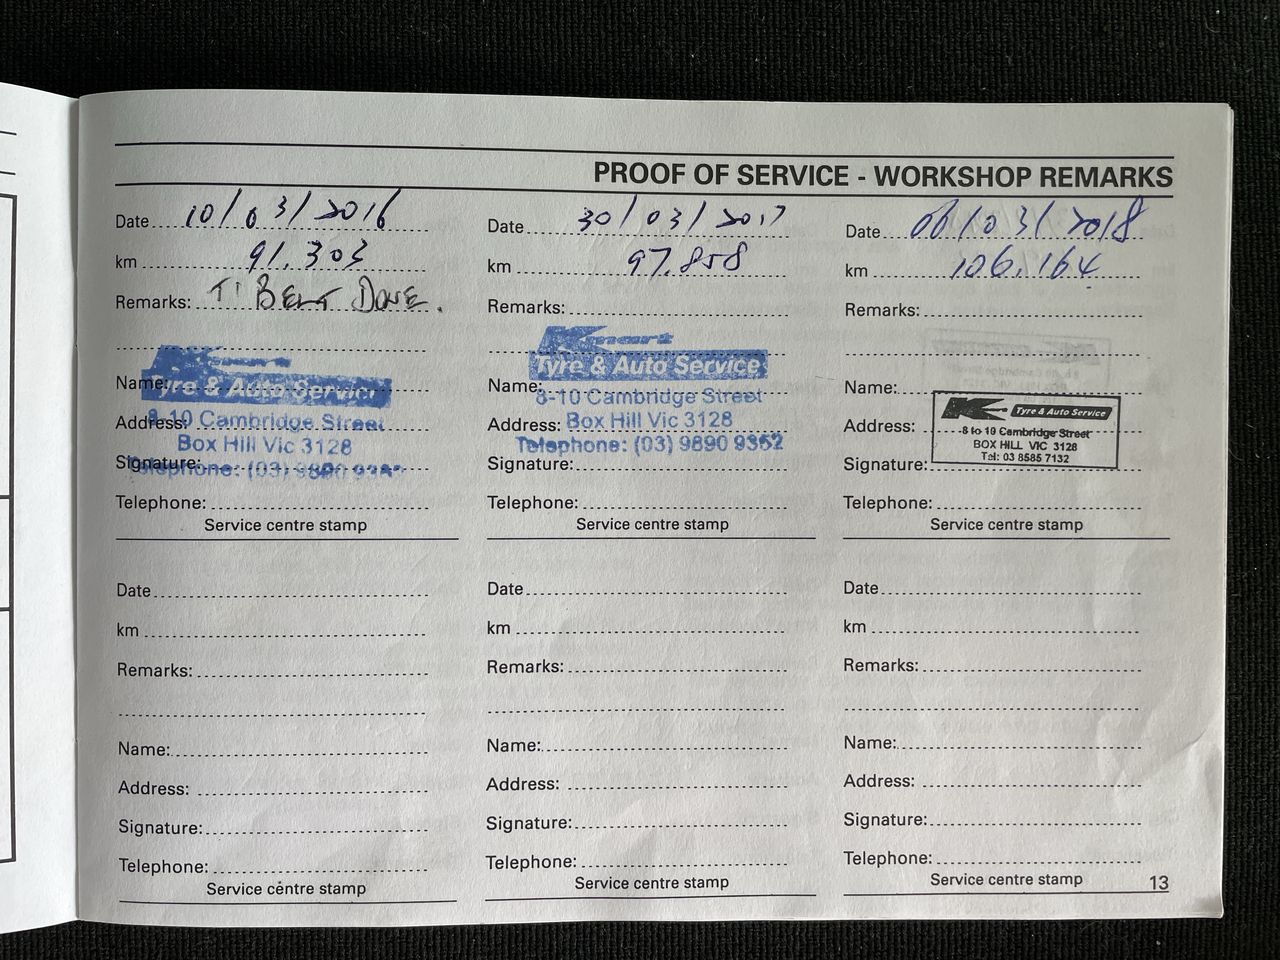 PROOF OF SERVICE - WORKSHOP REMARKS
Date 10/03/2016
km 91.303
Remarks: T' BELT DONE.
Kmart
Tyre & Auto Service
Name:
8-10 Cambridge Street
Address:
Box Hill Vic 3128
Signature:
Telephone: (03) 9890
Telephone:
Service centre stamp
Date 30/03/2017
km 97.858
Remarks:
Kmart
Tyre & Auto Service
Name:
8-10 Cambridge Street
Address: Box Hill Vic 3128
Telephone: (03) 9890 9352
Signature:
Telephone:
Service centre stamp
Date 06/03/2018
km 106.164
Remarks:
Name:
K Tyre & Auto Service
Address: 8 to 10 Cambridge Street
BOX HILL VIC 3128
Signature: Tel: 03 8585 7132
Telephone:
Service centre stamp
Date
km
Remarks:
Name:
Address:
Signature:
Telephone:
Service centre stamp
Date
km
Remarks:
Name:
Address:
Signature:
Telephone:
Service centre stamp
Date
km
Remarks:
Name:
Address:
Signature:
Telephone:
Service centre stamp
13